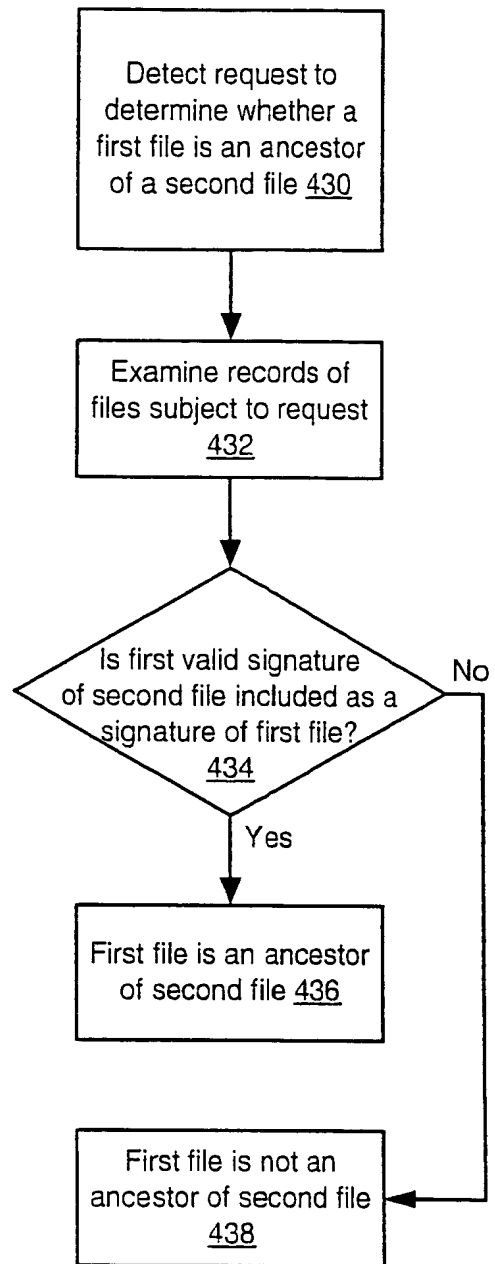 Detect request to
determine whether a
first file is an ancestor
of a second file 430
Examine records of
files subject to request
432
Is first valid signature
of second file included as a
signature of first file?
434
No
Yes
First file is an ancestor
of second file 436
First file is not an
ancestor of second file
438